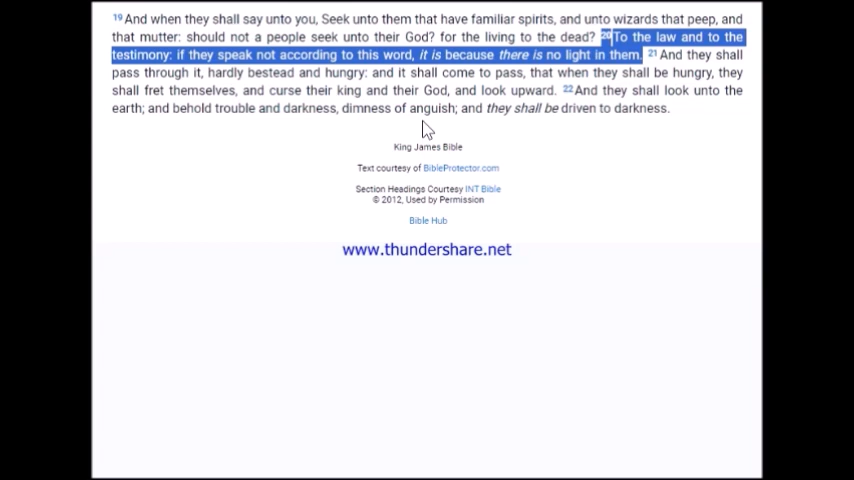 19 And when they shall say unto you, Seek unto them that have familiar spirits, and unto wizards that peep, and
that mutter: should not a people seek unto their God? for the living to the dead? 20 To the law and to the
testimony: if they speak not according to this word, it is because there is no light in them. 21 And they shall
pass through it, hardly bestead and hungry: and it shall come to pass, that when they shall be hungry, they
shall fret themselves, and curse their king and their God, and look upward. 22 And they shall look unto the
earth; and behold trouble and darkness, dimness of anguish; and they shall be driven to darkness.
King James Bible
Text courtesy of BibleProtector.com
Section Headings Courtesy INT Bible
© 2012, Used by Permission
Bible Hub
www.thundershare.net